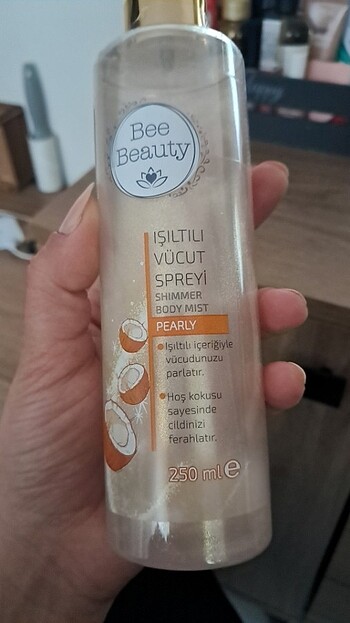 Bee
Beauty
IŞILTILI
VÜCUT
SPREYİ
SHIMMER
BODY MIST
PEARLY
Işıltılı içeriğiyle
vücudunuzu
parlatır.
Hoş kokusu
sayesinde
cildinizi
ferahlatır.
250 ml e